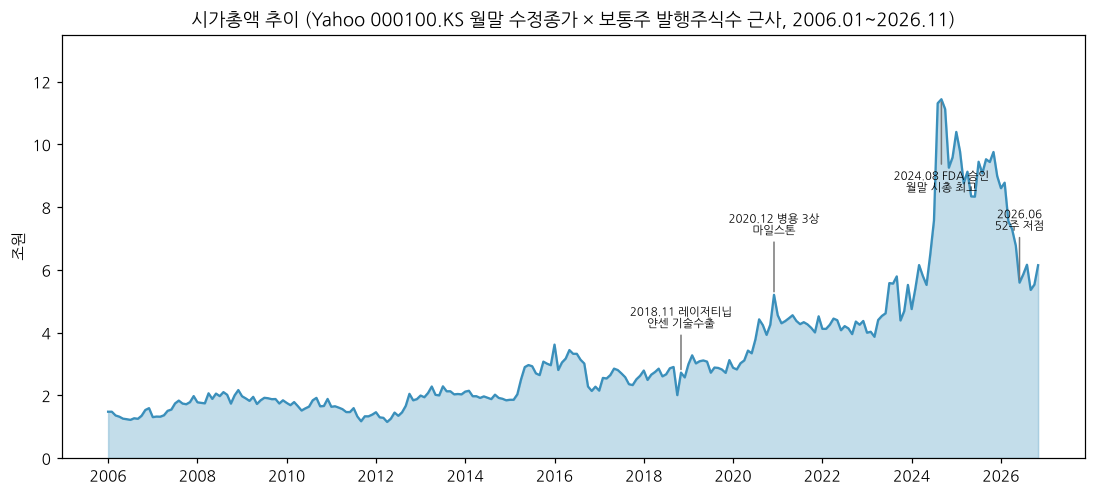 시가총액 추이 (Yahoo 000100.KS 월말 수정종가 × 보통주 발행주식수 근사, 2006.01~2026.11)
조원
12
10
8
6
4
2
0
2024.08 FDA 승인
월말 시총 최고
2026.06
52주 저점
2020.12 병용 3상
마일스톤
2018.11 레이저티닙
얀센 기술수출
2006
2008
2010
2012
2014
2016
2018
2020
2022
2024
2026